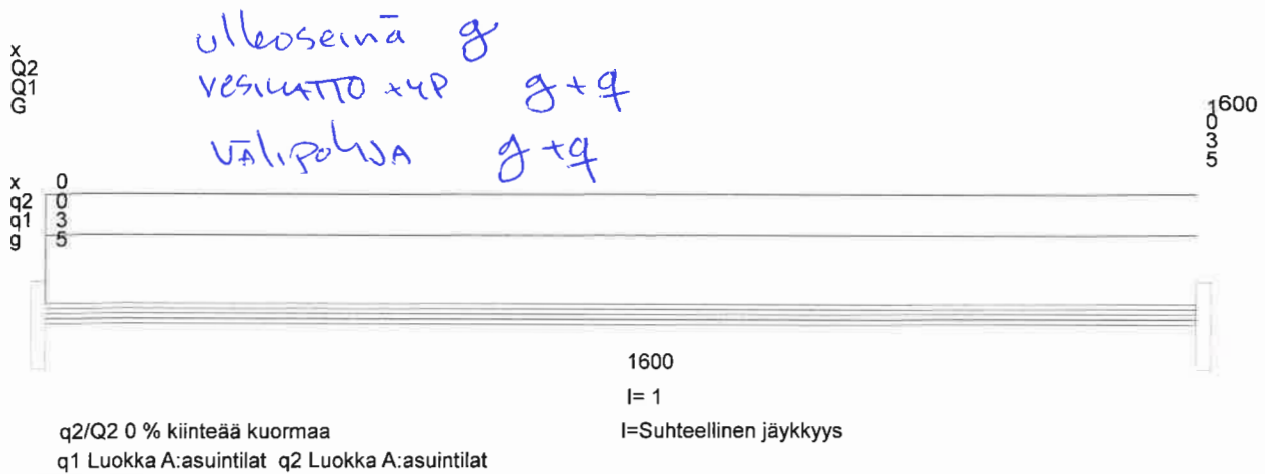 ulkoseinä g
VESIKATTO + YP g + q
VÄLIPOHJA g + q
x
Q2
Q1
G
1600
0
3
5
x 0
q2 0
q1 3
g 5
1600
I= 1
q2/Q2 0 % kiinteää kuormaa
I=Suhteellinen jäykkyys
q1 Luokka A:asuintilat q2 Luokka A:asuintilat